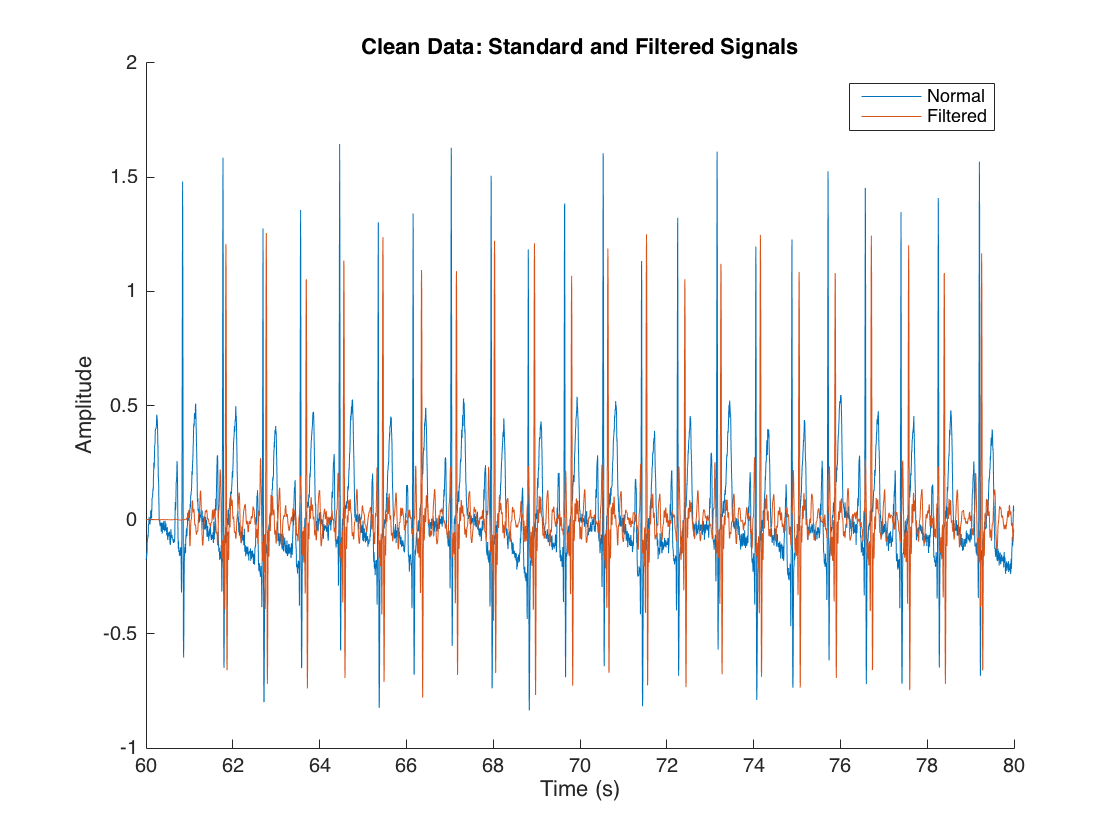 Clean Data: Standard and Filtered Signals
Normal
Filtered
Amplitude
2
1.5
1
0.5
0
-0.5
-1
60 62 64 66 68 70 72 74 76 78 80
Time (s)